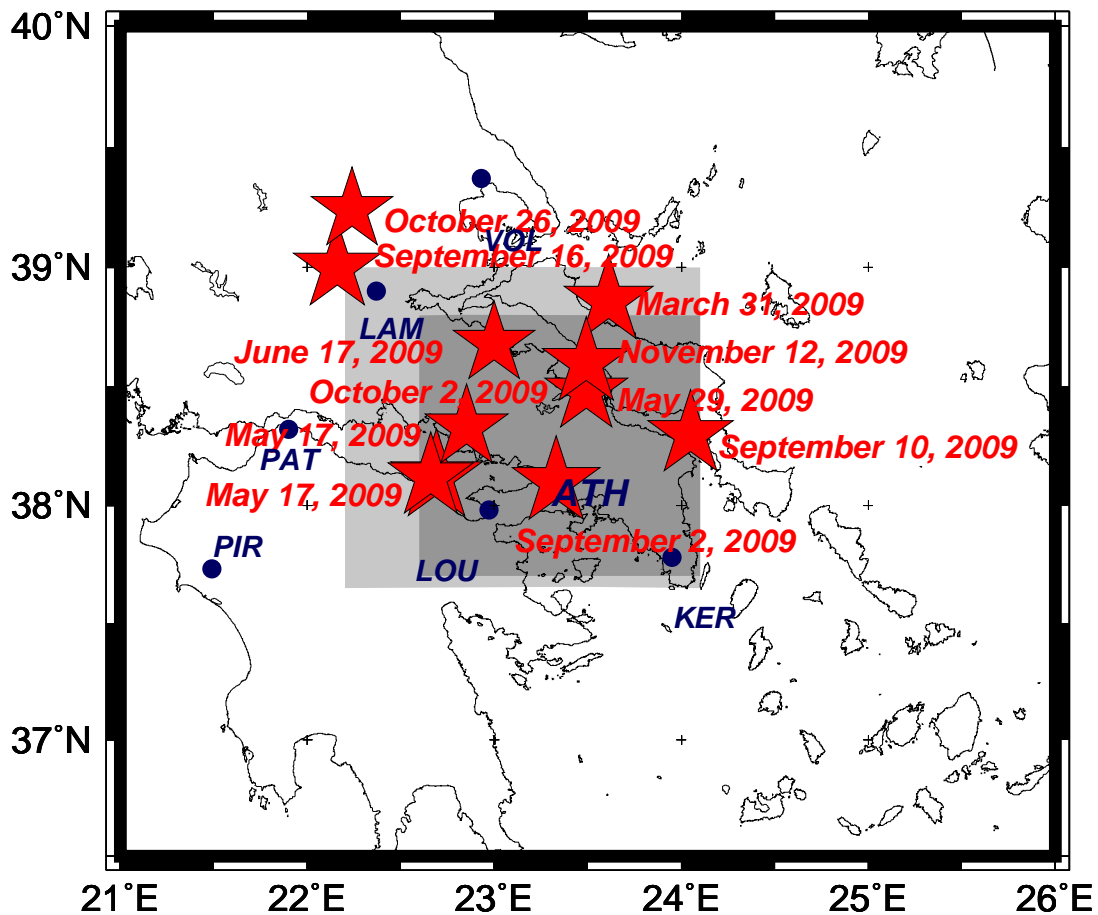 40°N
October 26, 2009
VOL
September 16, 2009
39°N
March 31, 2009
LAM
June 17, 2009
November 12, 2009
October 2, 2009
May 29, 2009
May 17, 2009
September 10, 2009
PAT
May 17, 2009
ATH
38°N
September 2, 2009
PIR
LOU
KER
37°N
21°E 22°E 23°E 24°E 25°E 26°E